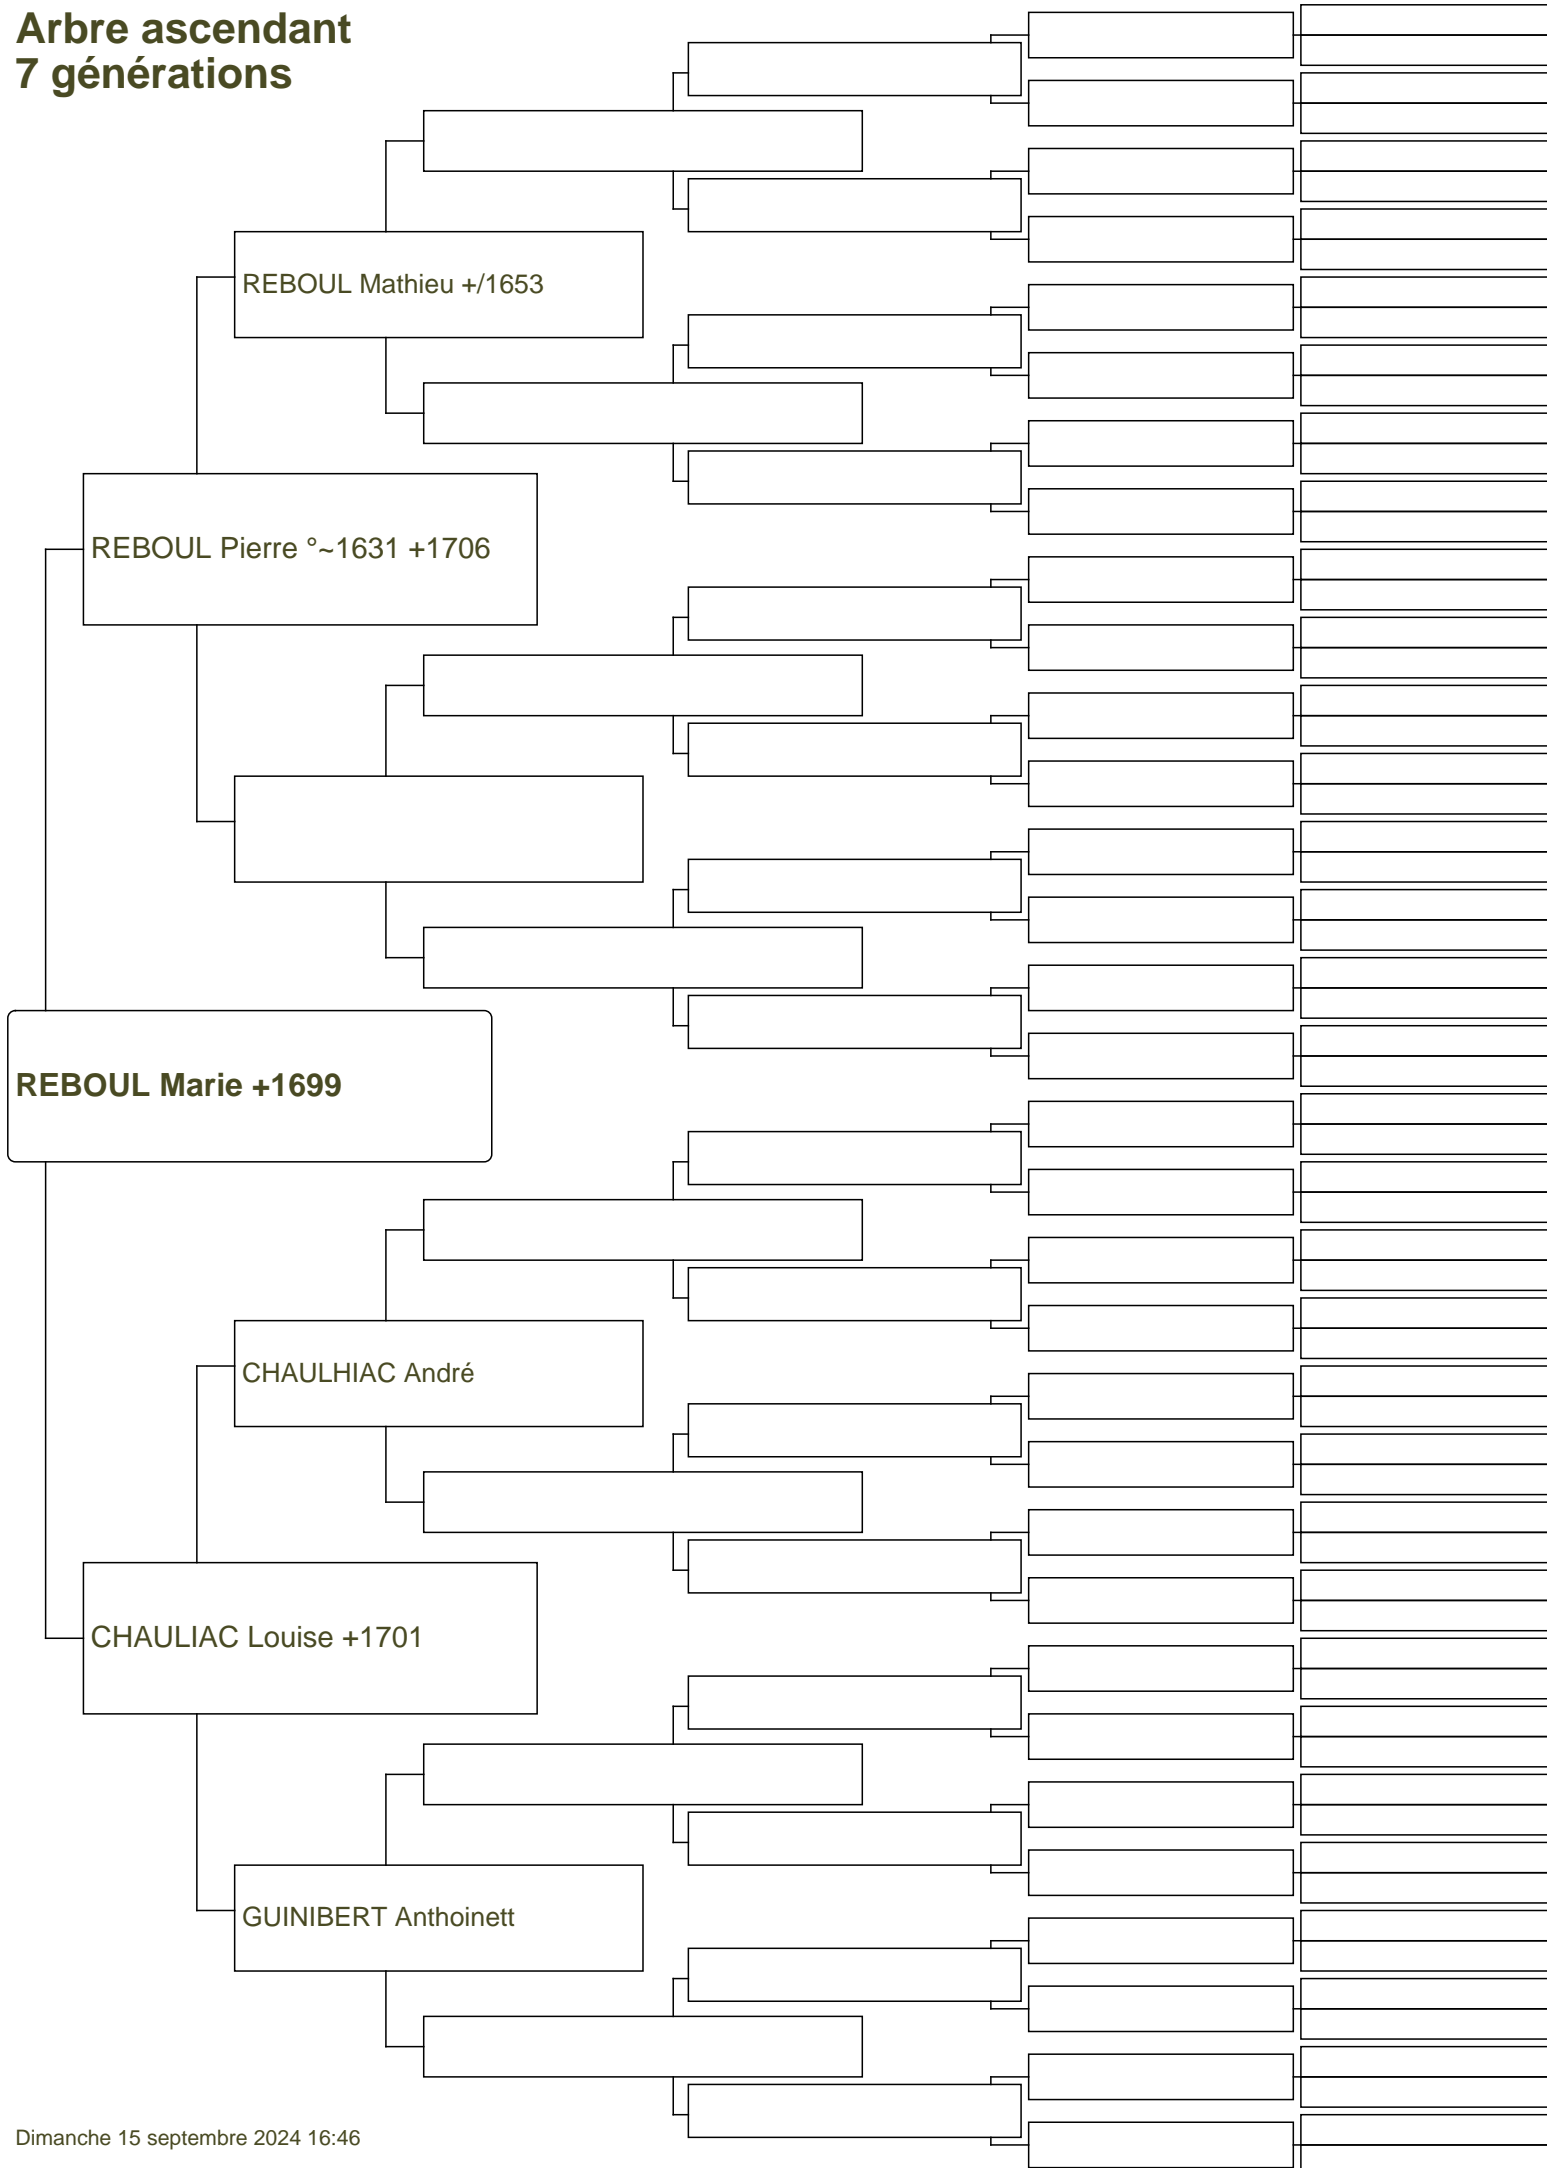 Arbre ascendant
7 générations
REBOUL Mathieu +/1653
REBOUL Pierre °~1631 +1706
REBOUL Marie +1699
CHAULHIAC André
CHAULIAC Louise +1701
GUINIBERT Anthoinett
Dimanche 15 septembre 2024 16:46